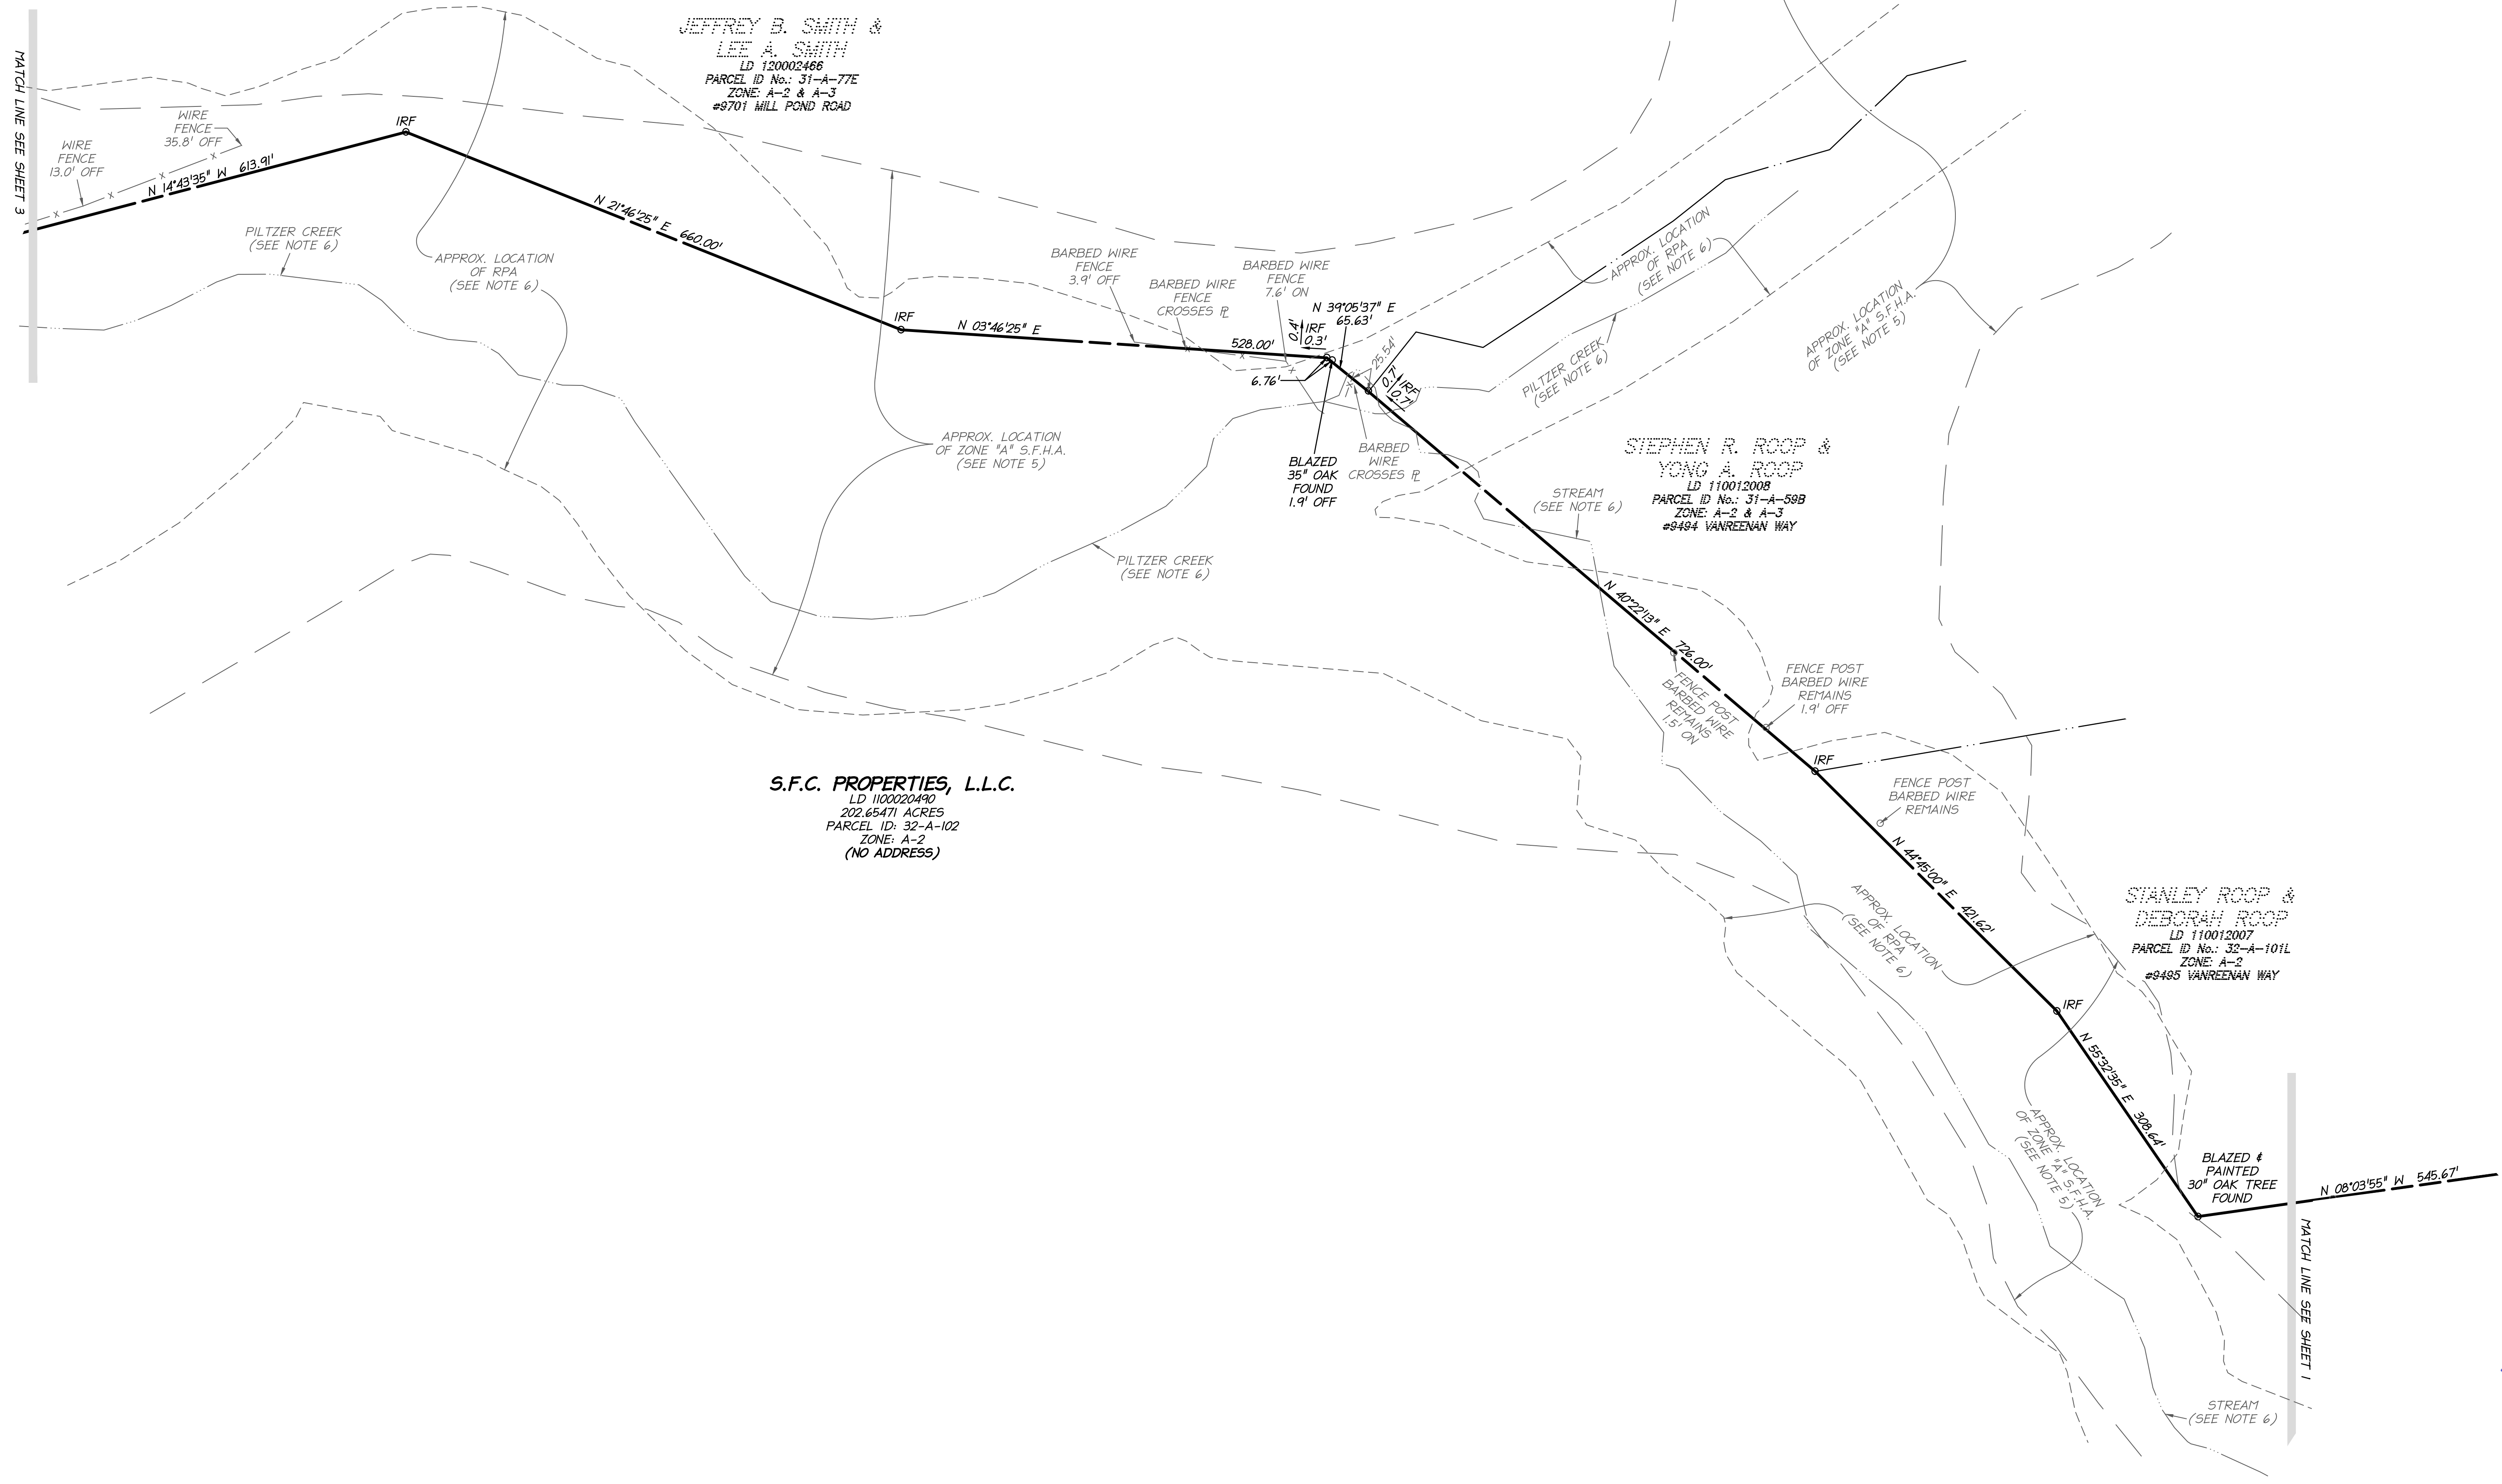 JEFFREY B. SMITH &
LEE A. SMITH
LD 120002466
PARCEL ID No.: 31-A-77E
ZONE: A-2 & A-3
#9701 MILL POND ROAD
MATCH LINE SEE SHEET 3
WIRE
FENCE
35.8' OFF
WIRE
FENCE
13.0' OFF
N 14°43'35" W 613.91'
IRF
PILTZER CREEK
(SEE NOTE 6)
APPROX. LOCATION
OF RPA
(SEE NOTE 6)
N 21°46'25" E 660.00'
IRF
N 03°46'25" E
528.00'
BARBED WIRE
FENCE
3.9' OFF
BARBED WIRE
FENCE
CROSSES ℄
BARBED WIRE
FENCE
7.6' ON
0.4'
IRF
0.3'
N 39°05'37" E
65.63'
6.76'
25.54'
0.7'
IRF
0.7'
BLAZED
35" OAK
FOUND
1.9' OFF
BARBED
WIRE
CROSSES ℄
APPROX. LOCATION
OF RPA
(SEE NOTE 6)
PILTZER CREEK
(SEE NOTE 6)
APPROX. LOCATION
OF ZONE "A" S.F.H.A.
(SEE NOTE 5)
APPROX. LOCATION
OF ZONE "A" S.F.H.A.
(SEE NOTE 5)
PILTZER CREEK
(SEE NOTE 6)
STEPHEN R. ROOP &
YONG A. ROOP
LD 110012008
PARCEL ID No.: 31-A-59B
ZONE: A-2 & A-3
#9494 VANREENAN WAY
STREAM
(SEE NOTE 6)
N 40°22'13" E 726.00'
FENCE POST
BARBED WIRE
REMAINS
1.5' ON
FENCE POST
BARBED WIRE
REMAINS
1.9' OFF
IRF
FENCE POST
BARBED WIRE
REMAINS
S.F.C. PROPERTIES, L.L.C.
LD 1100020490
202.65471 ACRES
PARCEL ID: 32-A-102
ZONE: A-2
(NO ADDRESS)
N 44°45'00" E 421.62'
APPROX. LOCATION
OF RPA
(SEE NOTE 6)
STANLEY ROOP &
DEBORAH ROOP
LD 110012007
PARCEL ID No.: 32-A-101L
ZONE: A-2
#9495 VANREENAN WAY
IRF
N 55°32'35" E 308.64'
APPROX. LOCATION
OF ZONE "A" S.F.H.A.
(SEE NOTE 5)
BLAZED &
PAINTED
30" OAK TREE
FOUND
N 08°03'55" W 545.67'
MATCH LINE SEE SHEET 1
STREAM
(SEE NOTE 6)